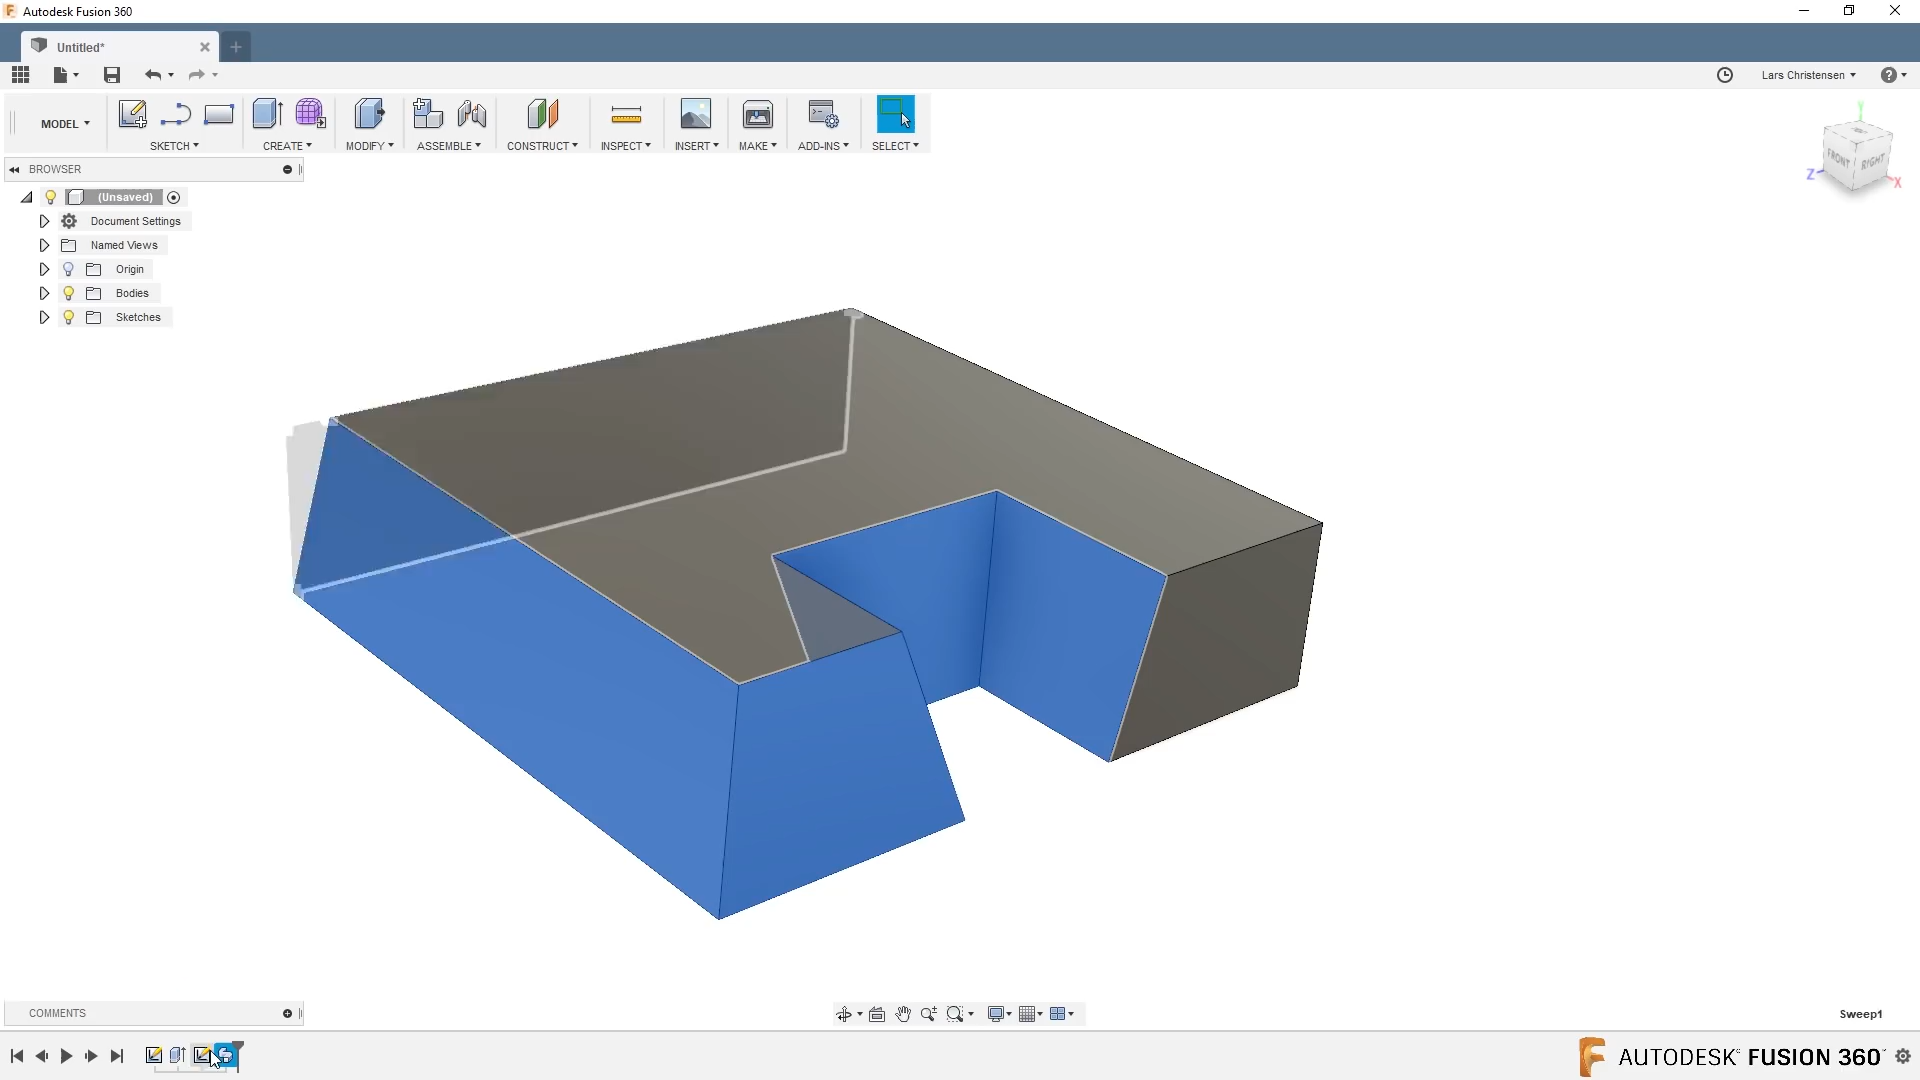 Autodesk Fusion 360
Untitled*
Lars Christensen
MODEL
SKETCH
CREATE
MODIFY
ASSEMBLE
CONSTRUCT
INSPECT
INSERT
MAKE
ADD-INS
SELECT
BROWSER
(Unsaved)
Document Settings
Named Views
Origin
Bodies
Sketches
Y
FRONT
RIGHT
Z
X
COMMENTS
Sweep1
AUTODESK® FUSION 360™